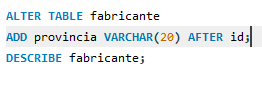 ALTER TABLE fabricante
ADD provincia VARCHAR(20) AFTER id;
DESCRIBE fabricante;